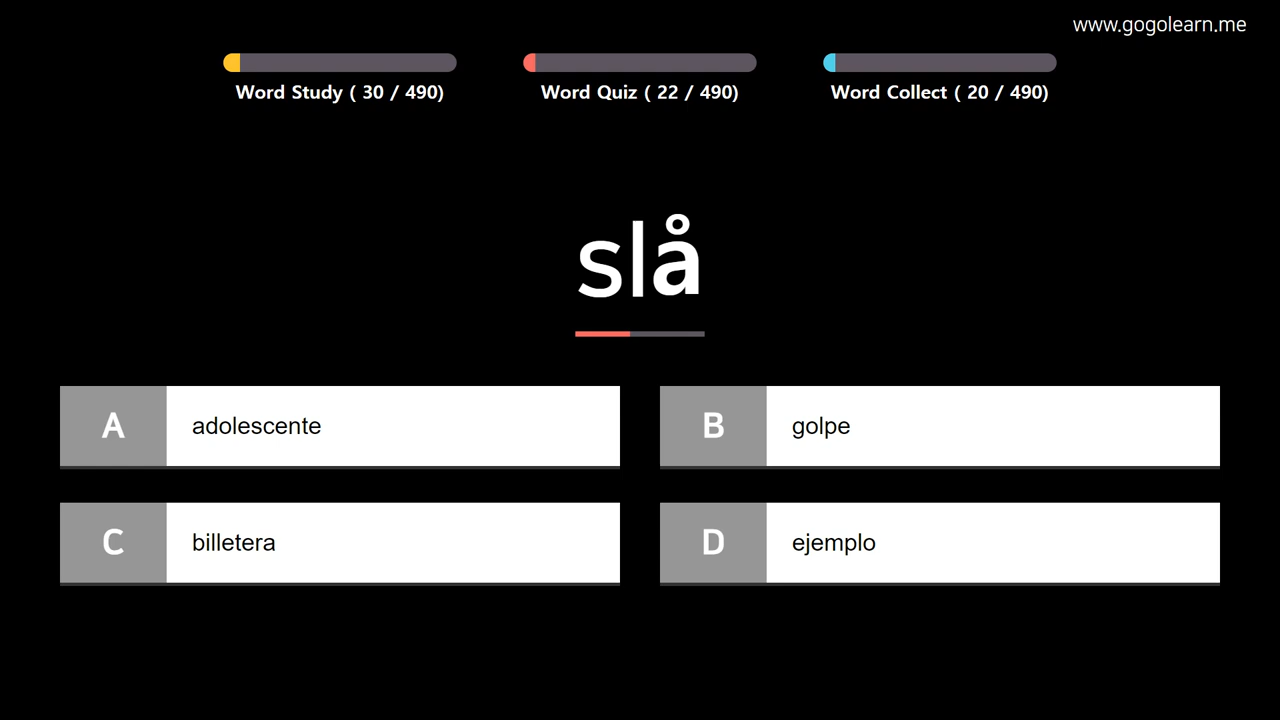 www.gogolearn.me
Word Study ( 30 / 490)
Word Quiz ( 22 / 490)
Word Collect ( 20 / 490)
slå
A adolescente
B golpe
C billetera
D ejemplo